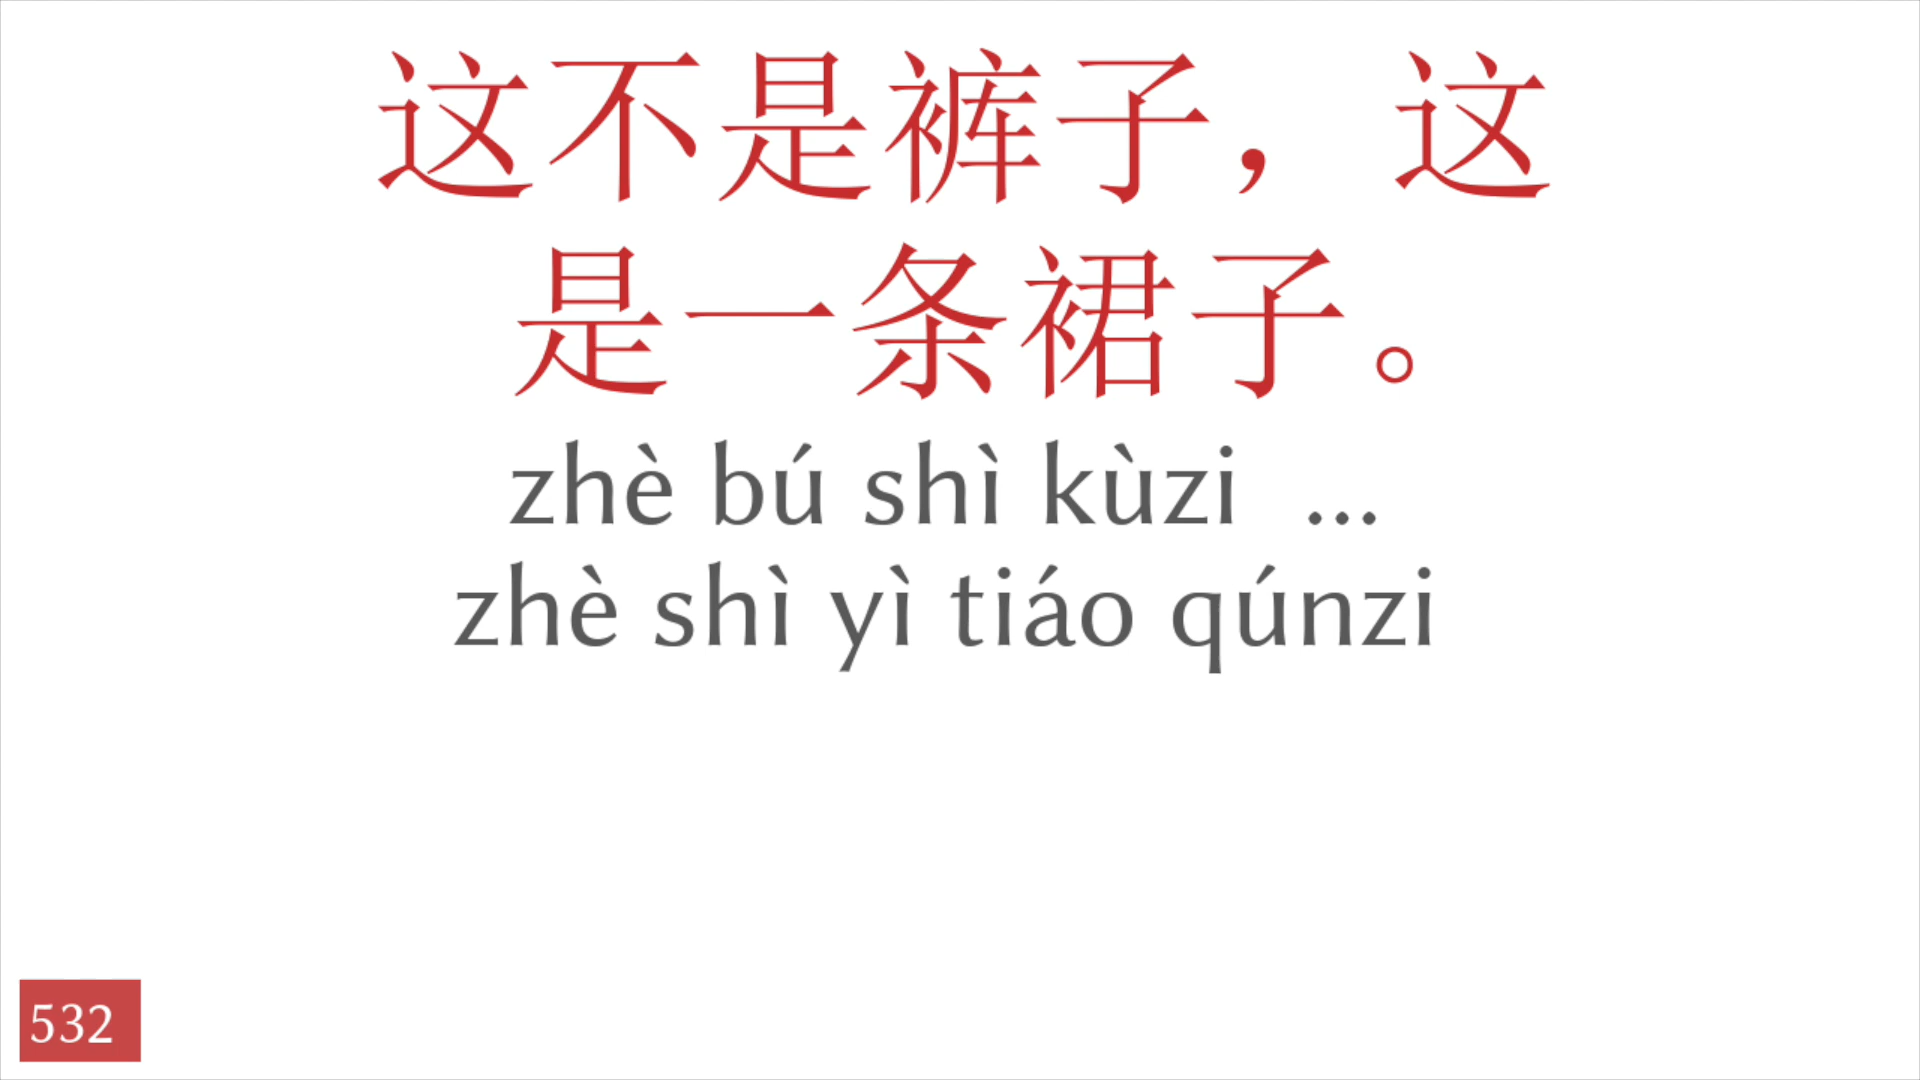 这不是裤子，这
是一条裙子。
zhè bú shì kùzi ...
zhè shì yì tiáo qúnzi
532